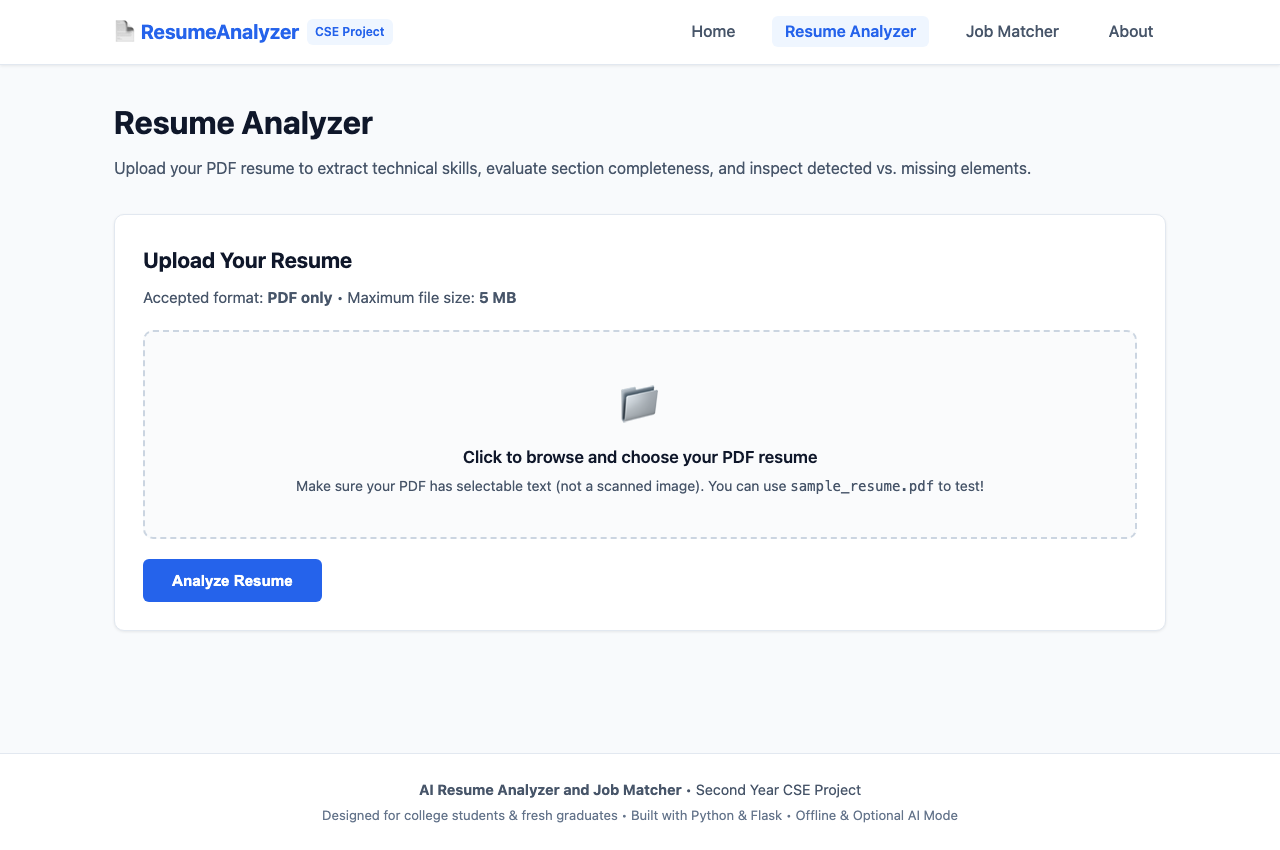 ResumeAnalyzer CSE Project Home Resume Analyzer Job Matcher About
Resume Analyzer
Upload your PDF resume to extract technical skills, evaluate section completeness, and inspect detected vs. missing elements.
Upload Your Resume
Accepted format: PDF only • Maximum file size: 5 MB
Click to browse and choose your PDF resume
Make sure your PDF has selectable text (not a scanned image). You can use sample_resume.pdf to test!
Analyze Resume
AI Resume Analyzer and Job Matcher • Second Year CSE Project
Designed for college students & fresh graduates • Built with Python & Flask • Offline & Optional AI Mode